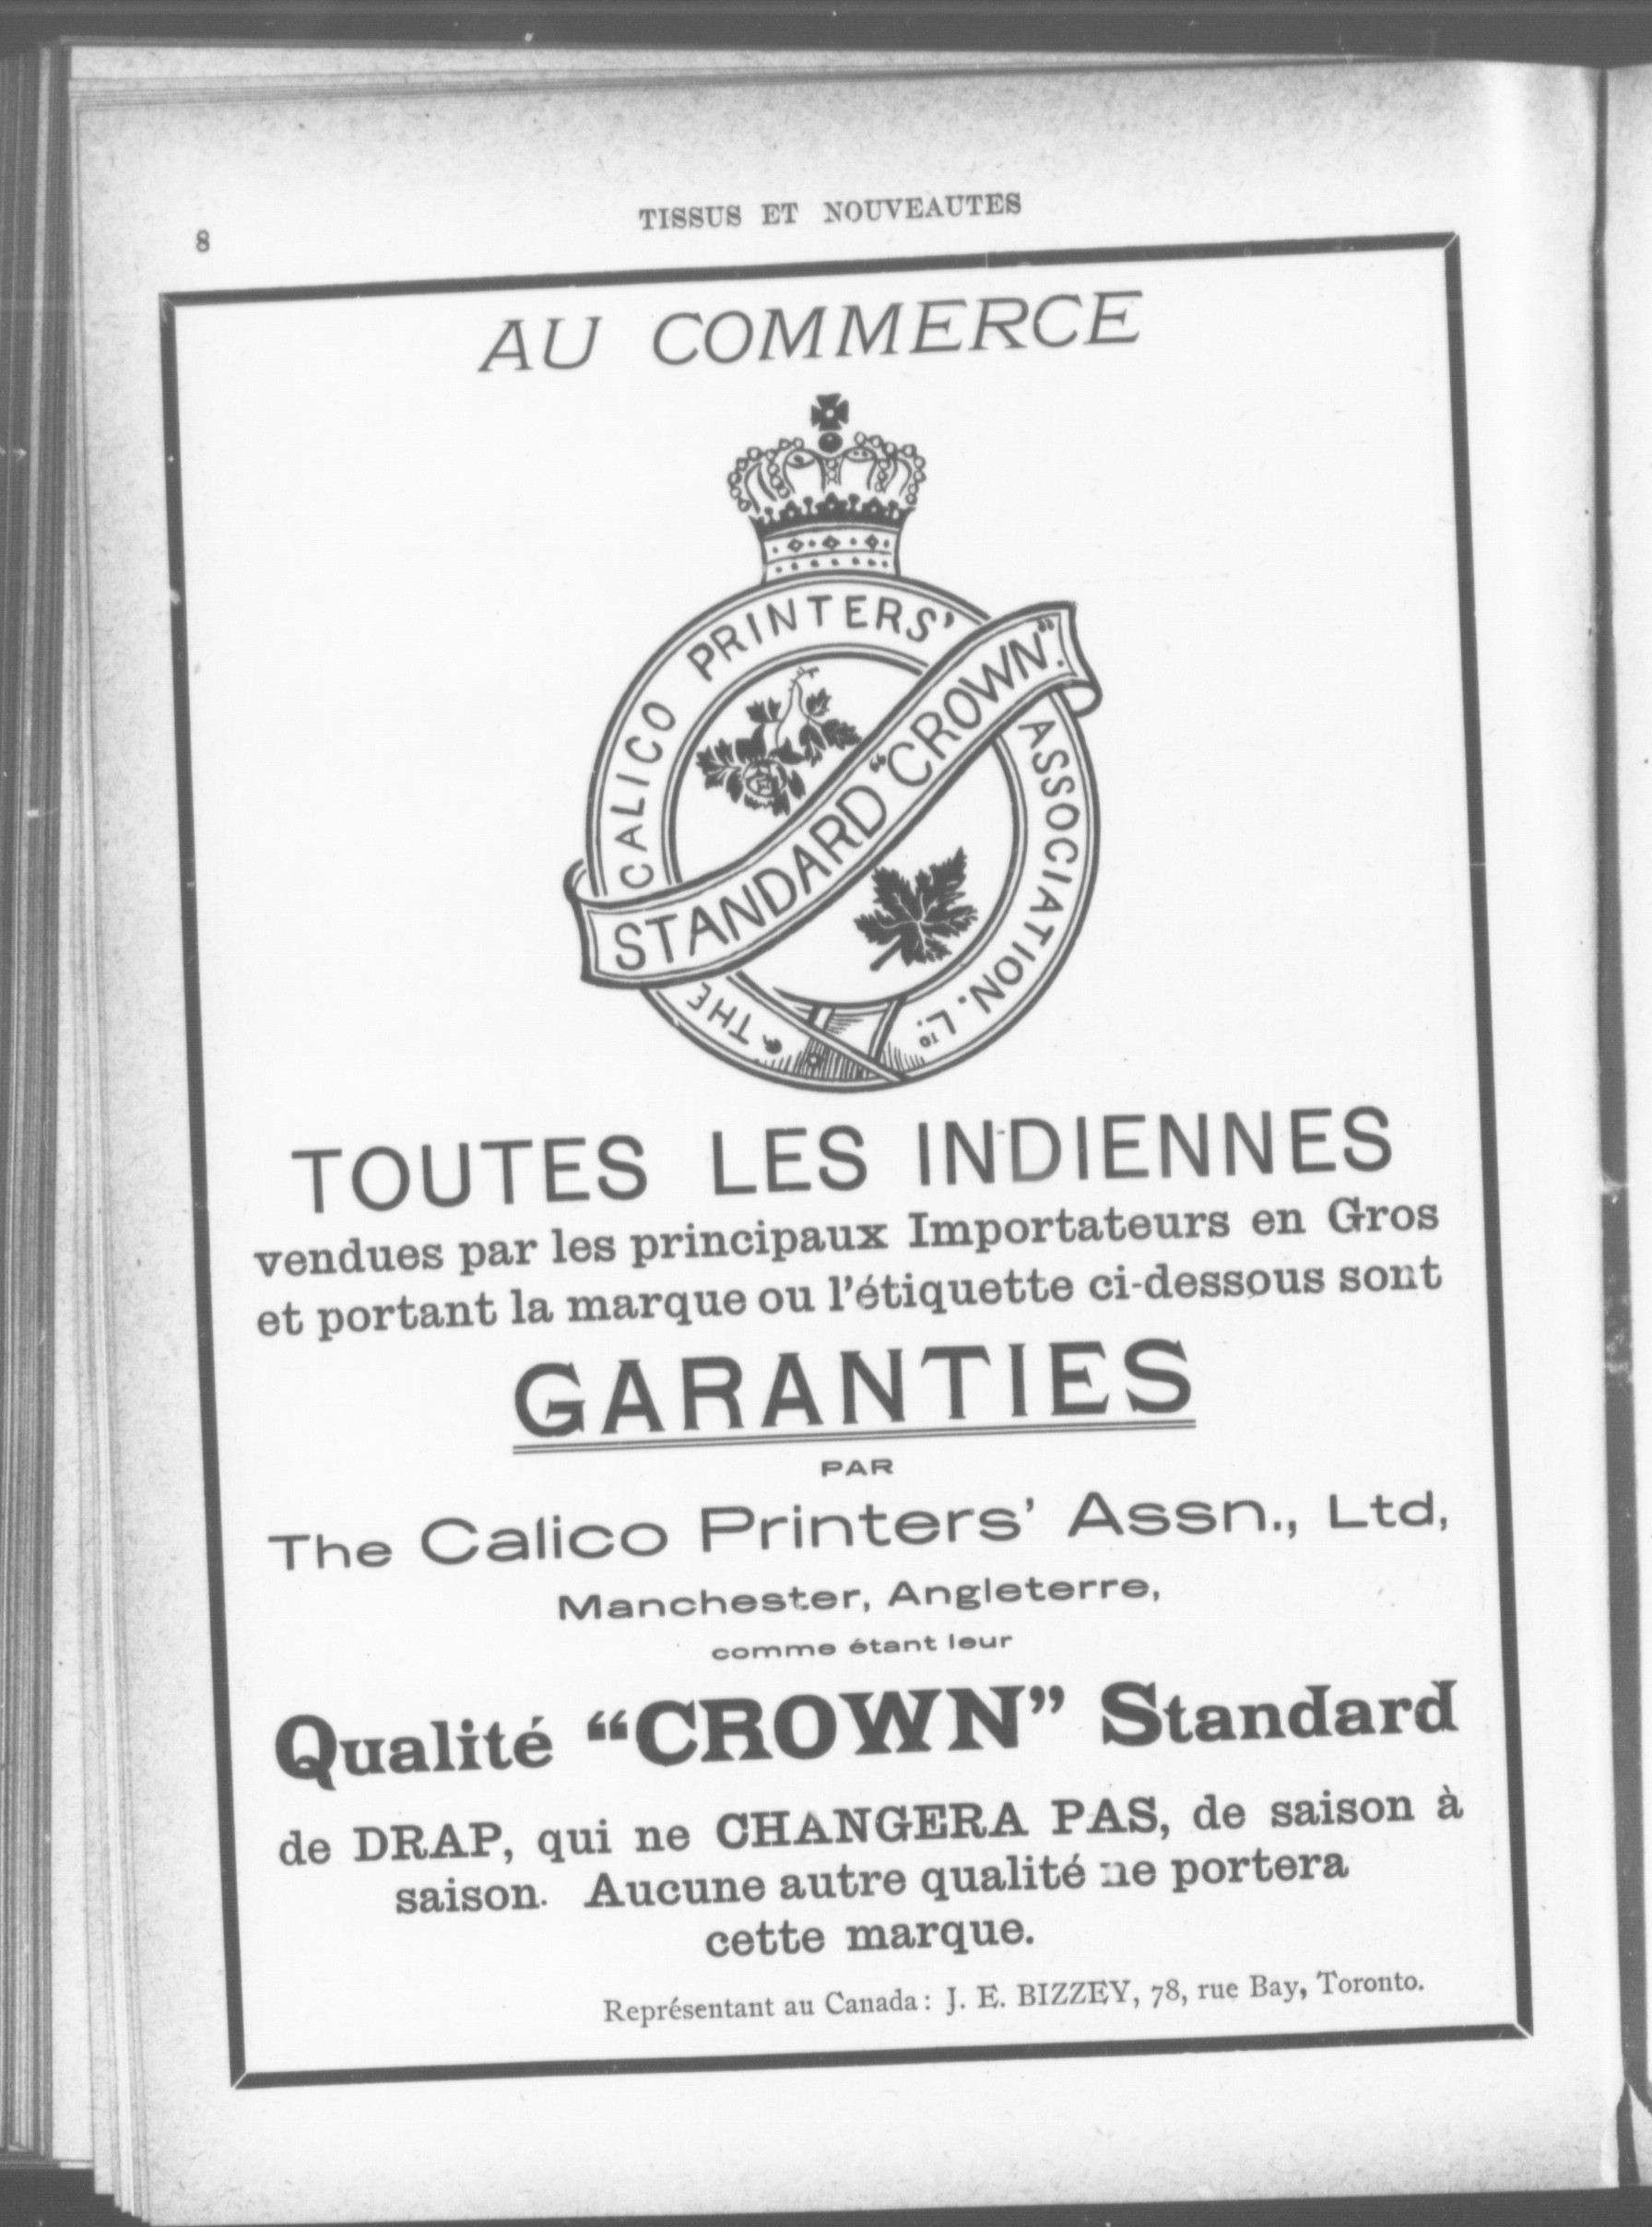 8
TISSUS ET NOUVEAUTES
AU COMMERCE
THE CALICO PRINTERS' ASSOCIATION. LTD.
STANDARD "CROWN."
TOUTES LES INDIENNES
vendues par les principaux Importateurs en Gros
et portant la marque ou l'étiquette ci-dessous sont
GARANTIES
PAR
The Calico Printers' Assn., Ltd,
Manchester, Angleterre,
comme étant leur
Qualité "CROWN" Standard
de DRAP, qui ne CHANGERA PAS, de saison à
saison. Aucune autre qualité ne portera
cette marque.
Représentant au Canada: J. E. BIZZEY, 78, rue Bay, Toronto.